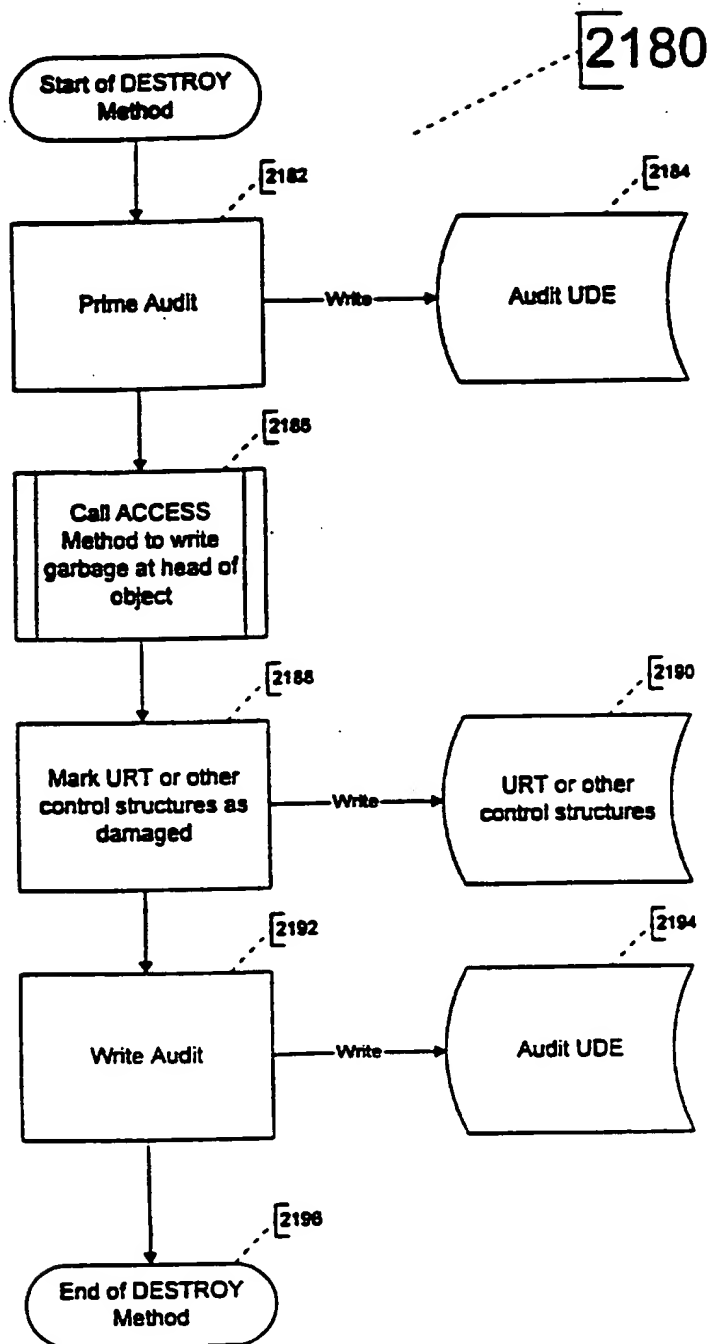 2180
Start of DESTROY
Method
2182
2184
Prime Audit
Write
Audit UDE
2186
Call ACCESS
Method to write
garbage at head of
object
2188
2190
Mark URT or other
control structures as
damaged
Write
URT or other
control structures
2192
2194
Write Audit
Write
Audit UDE
2196
End of DESTROY
Method